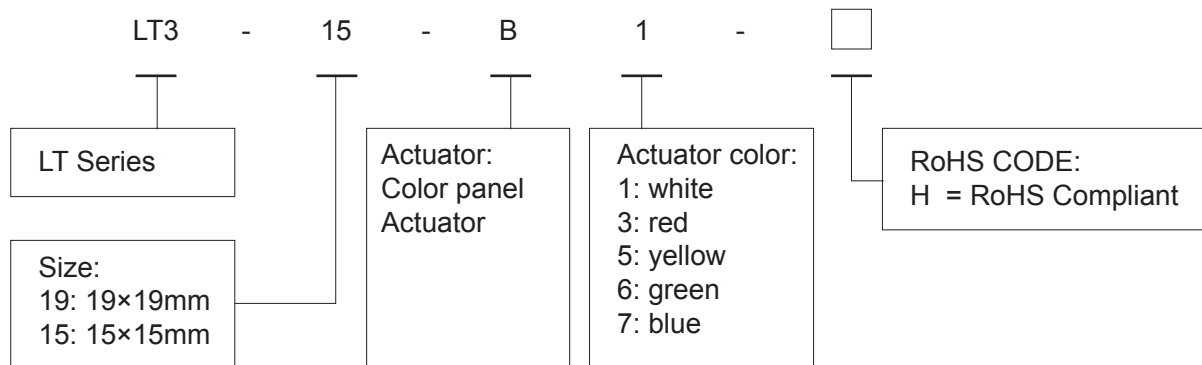 LT3 - 15 - B 1 -
LT Series
Size:
19: 19×19mm
15: 15×15mm
Actuator:
Color panel
Actuator
Actuator color:
1: white
3: red
5: yellow
6: green
7: blue
RoHS CODE:
H = RoHS Compliant